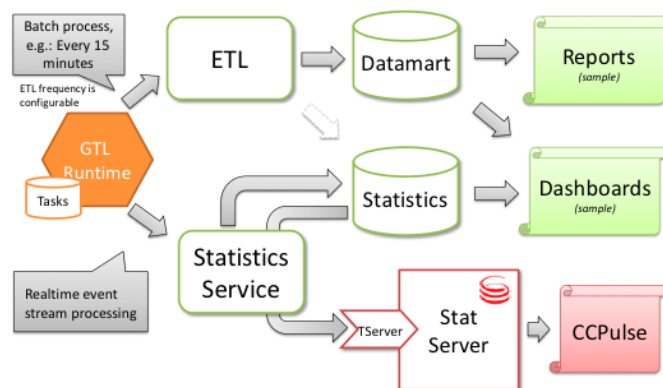 Batch process,
e.g.: Every 15
minutes
ETL frequency is
configurable
ETL
Datamart
Reports
(sample)
GTL
Runtime
Tasks
Statistics
Dashboards
(sample)
Statistics
Service
Realtime event
stream processing
TServer
Stat
Server
CCPulse